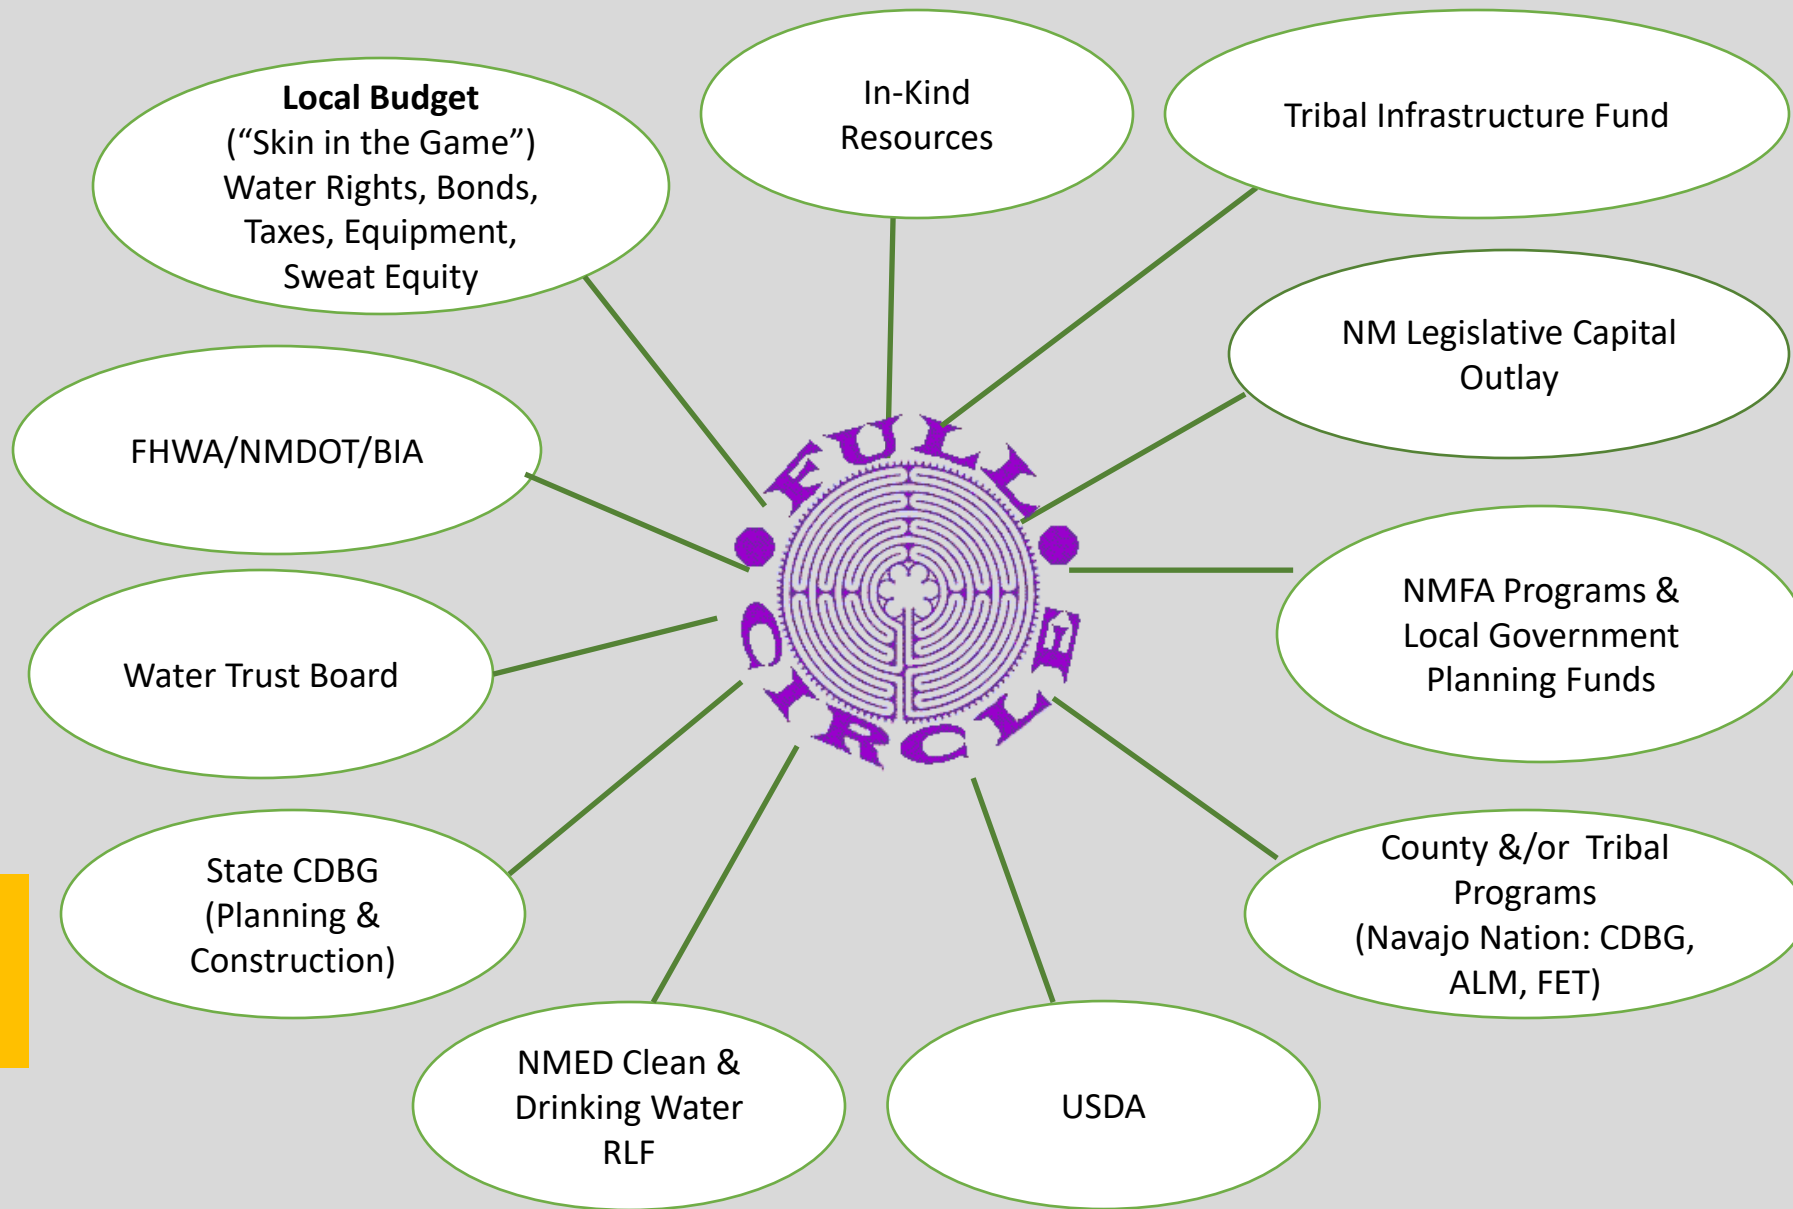 Local Budget
(“Skin in the Game”)
Water Rights, Bonds,
Taxes, Equipment,
Sweat Equity
In-Kind
Resources
Tribal Infrastructure Fund
NM Legislative Capital
Outlay
FHWA/NMDOT/BIA
FULL
CIRCLE
NMFA Programs &
Local Government
Planning Funds
Water Trust Board
State CDBG
(Planning &
Construction)
County &/or Tribal
Programs
(Navajo Nation: CDBG,
ALM, FET)
NMED Clean &
Drinking Water
RLF
USDA